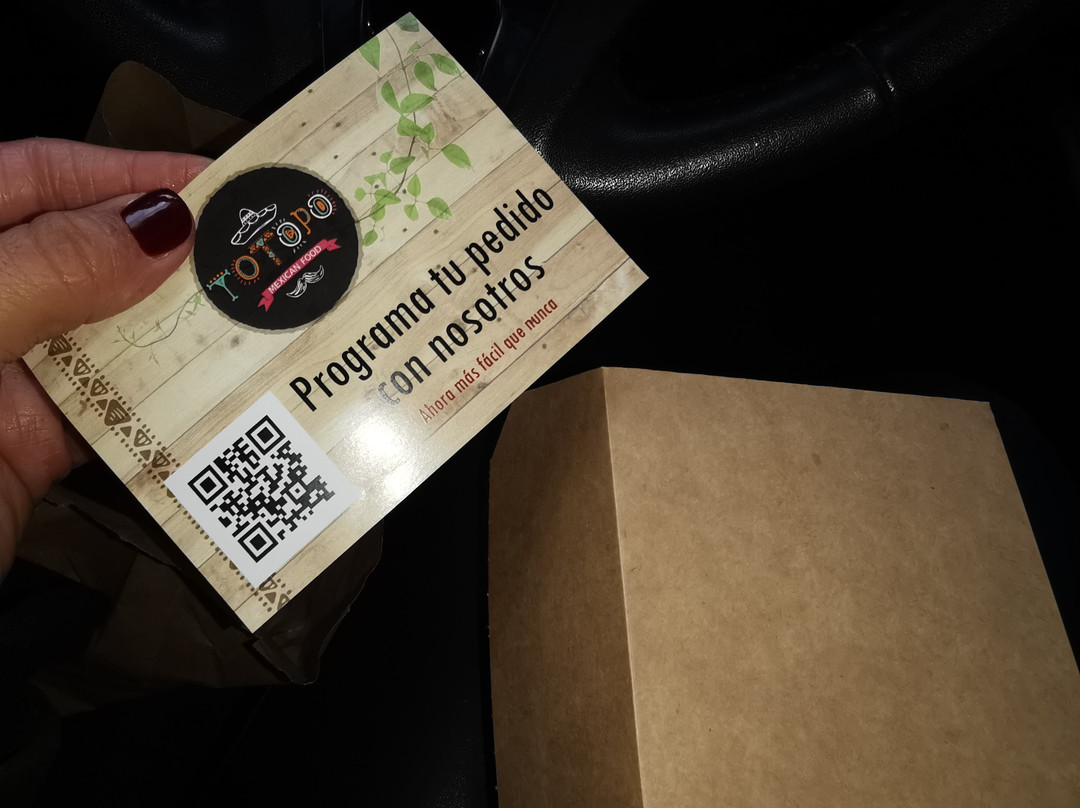 TOTOPO
MEXICAN FOOD
Programa tu pedido
con nosotros
Ahora más fácil que nunca